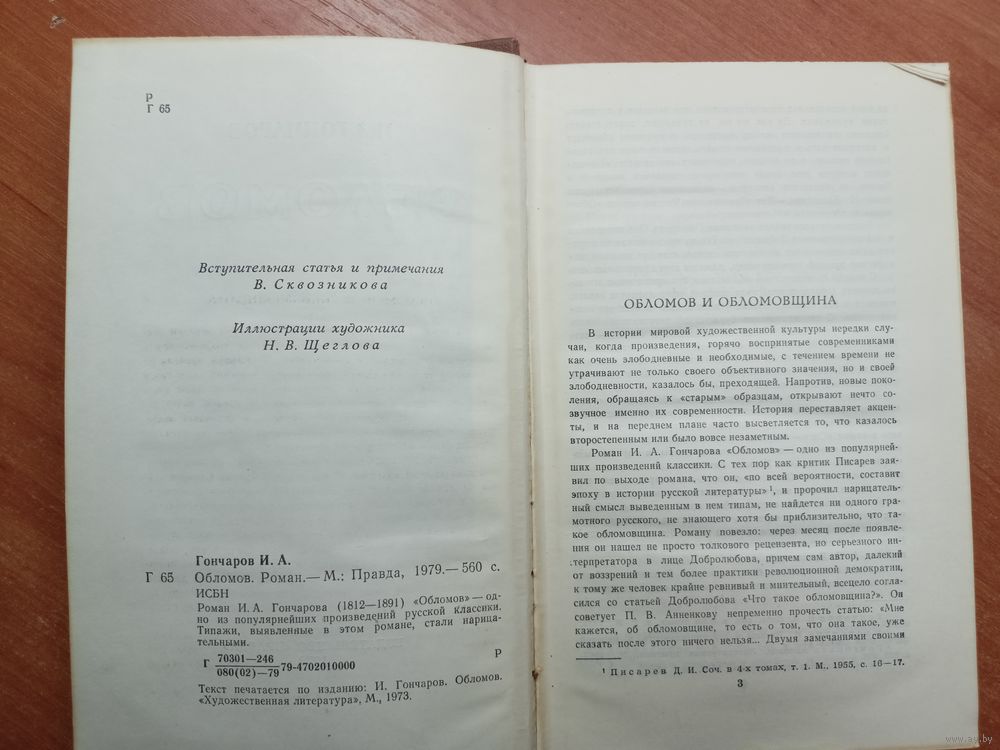 Р
Г 65
Вступительная статья и примечания
В. Сквозникова
Иллюстрации художника
Н. В. Щеглова
Гончаров И. А.
Г 65 Обломов. Роман.— М.: Правда, 1979.— 560 с.
ИСБН
Роман И. А. Гончарова (1812—1891) «Обломов» — од-
но из популярнейших произведений русской классики.
Типажи, выявленные в этом романе, стали нарица-
тельными.
Р
Г 70301—246
080(02)—79 79-4702010000
Текст печатается по изданию: И. Гончаров. Обломов.
«Художественная литература», М., 1973.
ОБЛОМОВ И ОБЛОМОВЩИНА
В истории мировой художественной культуры нередки слу-
чаи, когда произведения, горячо воспринятые современниками
как очень злободневные и необходимые, с течением времени не
утрачивают не только своего объективного значения, но и своей
злободневности, казалось бы, преходящей. Напротив, новые поко-
ления, обращаясь к «старым» образцам, открывают нечто со-
звучное именно их современности. История переставляет акцен-
ты, и на переднем плане часто высветляется то, что казалось
второстепенным или было вовсе незаметным.
Роман И. А. Гончарова «Обломов» — одно из популярней-
ших произведений классики. С тех пор как критик Писарев зая-
вил по выходе романа, что он, «по всей вероятности, составит
эпоху в истории русской литературы»¹, и пророчил нарицатель-
ный смысл выведенным в нем типам, не найдется ни одного гра-
мотного русского, не знающего хотя бы приблизительно, что та-
кое обломовщина. Роману повезло: через месяц после появле-
ния он нашел не просто толкового рецензента, но серьезного ин-
терпретатора в лице Добролюбова, причем сам автор, далекий
от воззрений и тем более практики революционной демократии,
к тому же человек крайне ревнивый и мнительный, всецело согла-
сился со статьей Добролюбова «Что такое обломовщина?». Он
советует П. В. Анненкову непременно прочесть статью: «Мне
кажется, об обломовщине, то есть о том, что она такое, уже
сказать после этого ничего нельзя... Двумя замечаниями своими
¹ Писарев Д. И. Соч. в 4-х томах, т. 1. М., 1955, с. 16—17.
3
www.ay.by